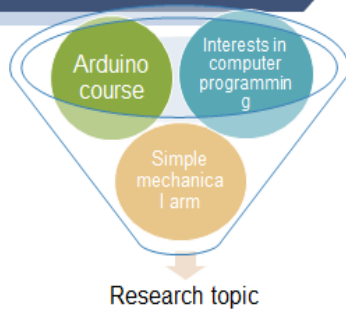 Arduino
course
Interests in
computer
programmin
g
Simple
mechanica
l arm
Research topic